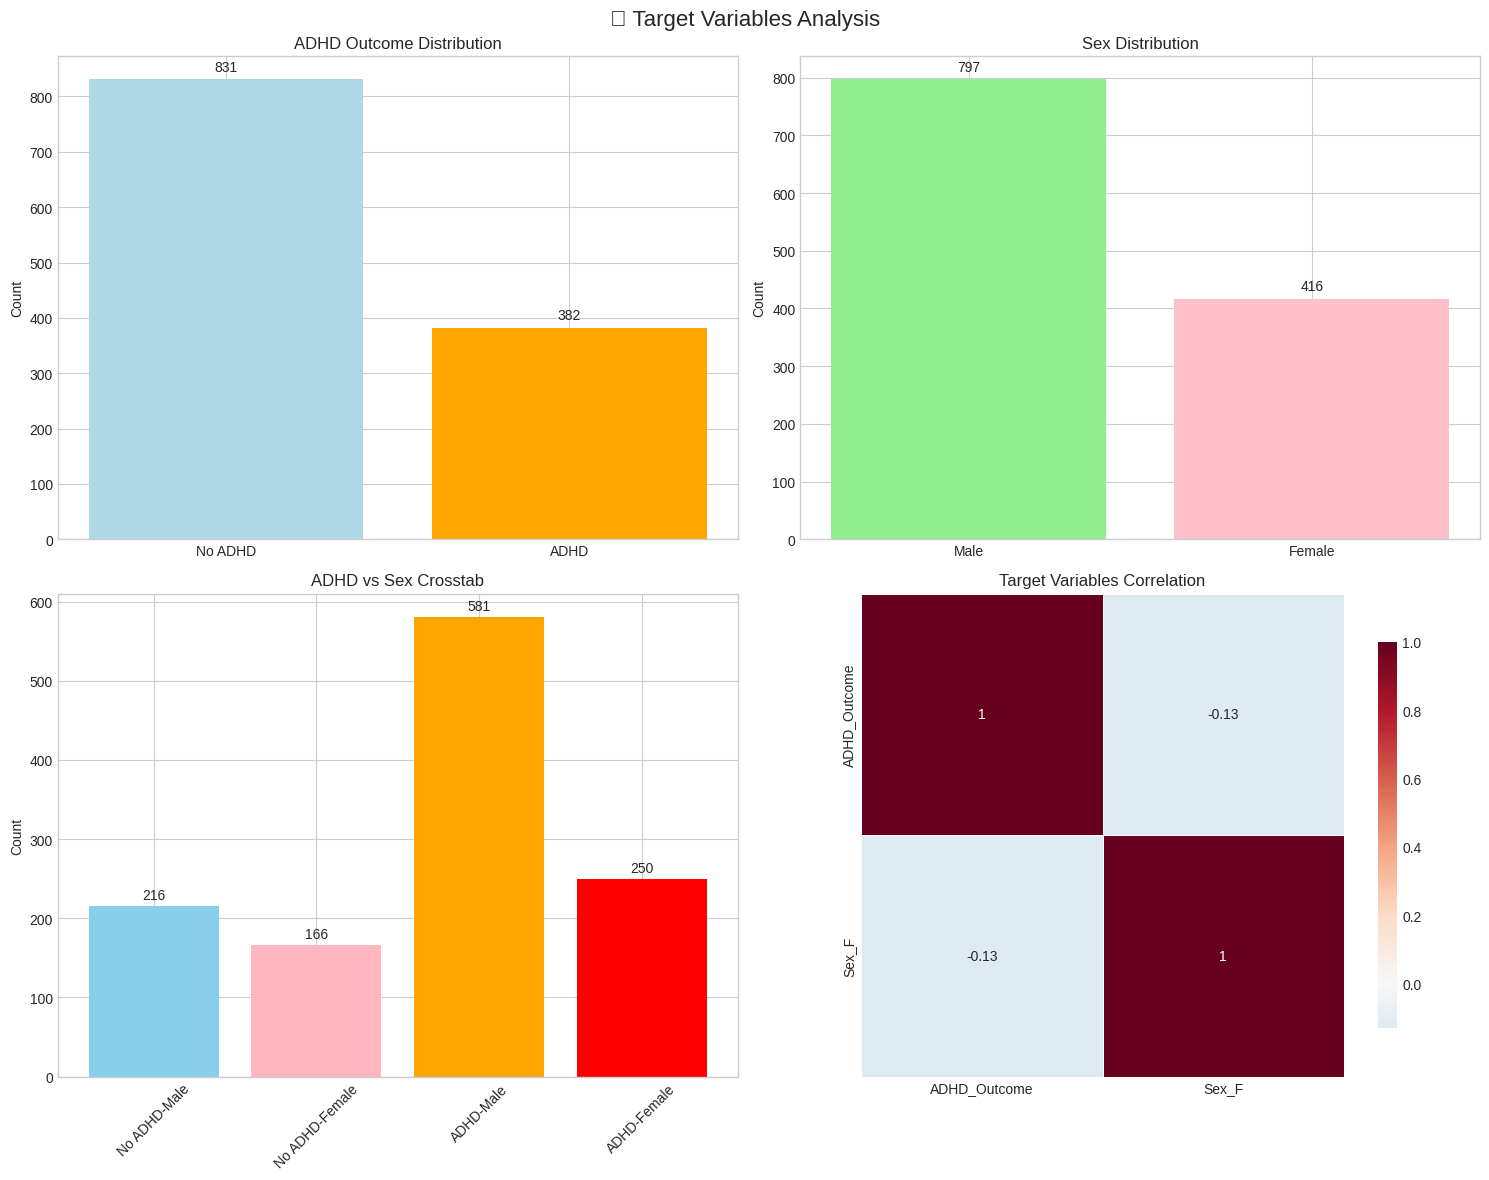 Target Variables Analysis
ADHD Outcome Distribution
Count
800
700
600
500
400
300
200
100
0
831
382
No ADHD
ADHD
Sex Distribution
Count
800
700
600
500
400
300
200
100
0
797
416
Male
Female
ADHD vs Sex Crosstab
Count
600
500
400
300
200
100
0
216
166
581
250
No ADHD-Male
No ADHD-Female
ADHD-Male
ADHD-Female
Target Variables Correlation
ADHD_Outcome
Sex_F
1
-0.13
-0.13
1
ADHD_Outcome
Sex_F
1.0
0.8
0.6
0.4
0.2
0.0